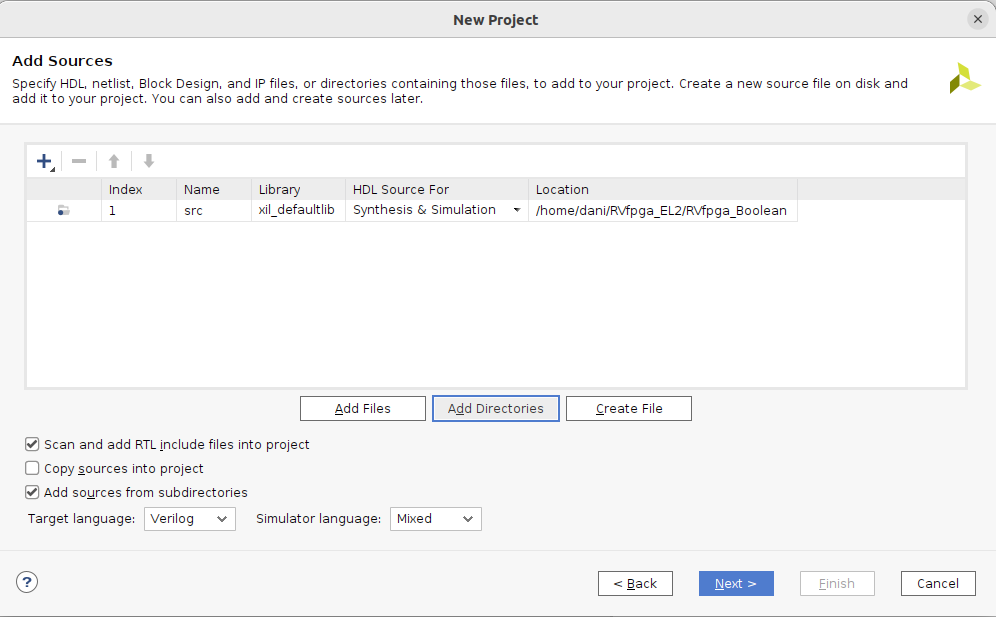 New Project
Add Sources
Specify HDL, netlist, Block Design, and IP files, or directories containing those files, to add to your project. Create a new source file on disk and
add it to your project. You can also add and create sources later.
Index Name Library HDL Source For Location
1 src xil_defaultlib Synthesis & Simulation /home/dani/RVfpga_EL2/RVfpga_Boolean
Add Files Add Directories Create File
Scan and add RTL include files into project
Copy sources into project
Add sources from subdirectories
Target language: Verilog Simulator language: Mixed
? < Back Next > Finish Cancel